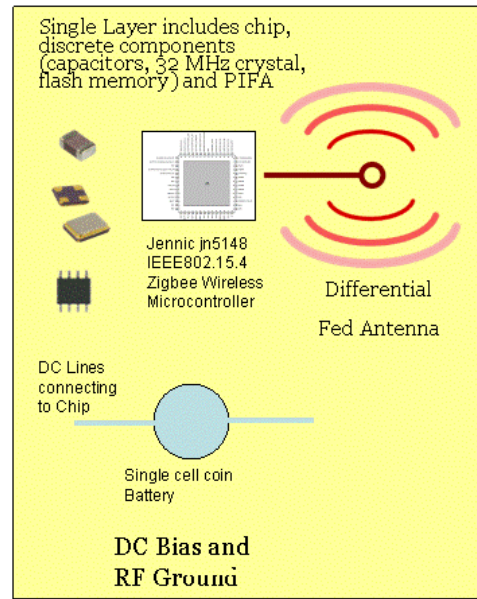 Single Layer includes chip,
discrete components
(capacitors, 32 MHz crystal,
flash memory) and PIFA
Jennic jn5148
IEEE802.15.4
Zigbee Wireless
Microcontroller
Differential
Fed Antenna
DC Lines
connecting
to Chip
Single cell coin
Battery
DC Bias and
RF Ground